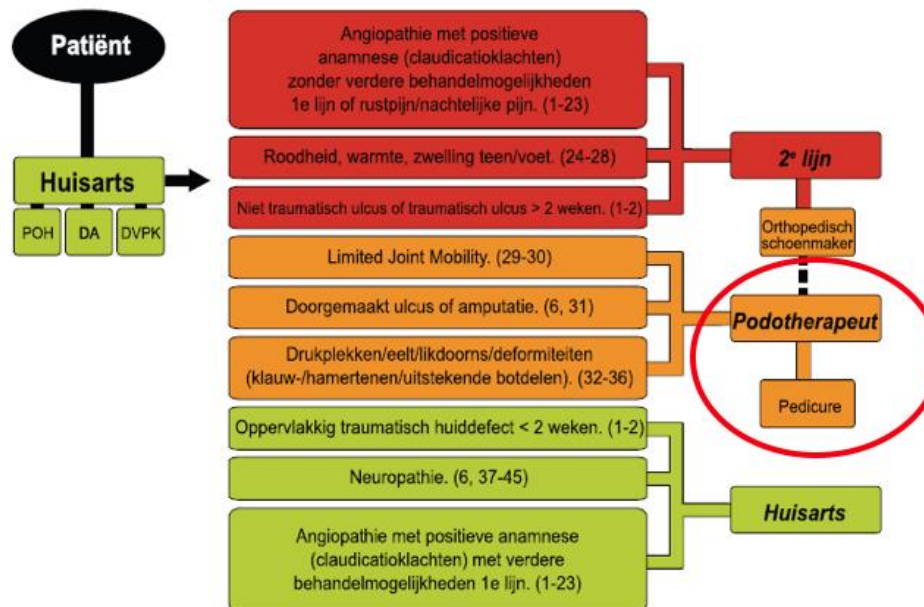 Patiënt
Huisarts
POH
DA
DVPK
Angiopathie met positieve
anamnese (claudicatioklachten)
zonder verdere behandelmogelijkheden
1e lijn of rustpijn/nachtelijke pijn. (1-23)
Roodheid, warmte, zwelling teen/voet. (24-28)
Niet traumatisch ulcus of traumatisch ulcus > 2 weken. (1-2)
Limited Joint Mobility. (29-30)
Doorgemaakt ulcus of amputatie. (6, 31)
Drukplekken/eelt/likdoorns/deformiteiten
(klauw-/hamertenen/uitstekende botdelen). (32-36)
Oppervlakkig traumatisch huiddefect < 2 weken. (1-2)
Neuropathie. (6, 37-45)
Angiopathie met positieve anamnese
(claudicatioklachten) met verdere
behandelmogelijkheden 1e lijn. (1-23)
2e lijn
Orthopedisch
schoenmaker
Podotherapeut
Pedicure
Huisarts